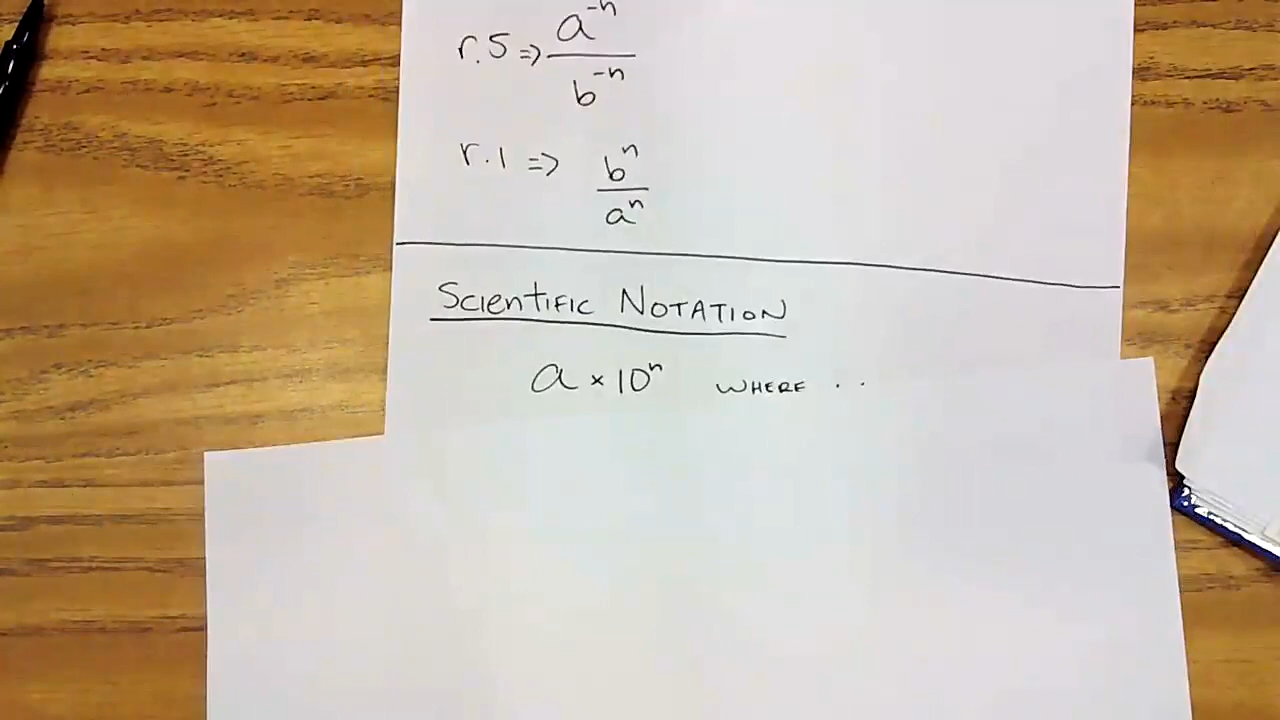 r.5 => a^-n / b^-n
r.1 => b^n / a^n
Scientific Notation
a × 10^n where ..